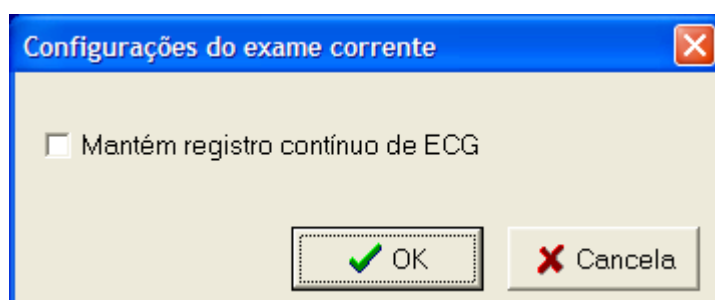 Configurações do exame corrente
Mantém registro contínuo de ECG
OK
Cancela